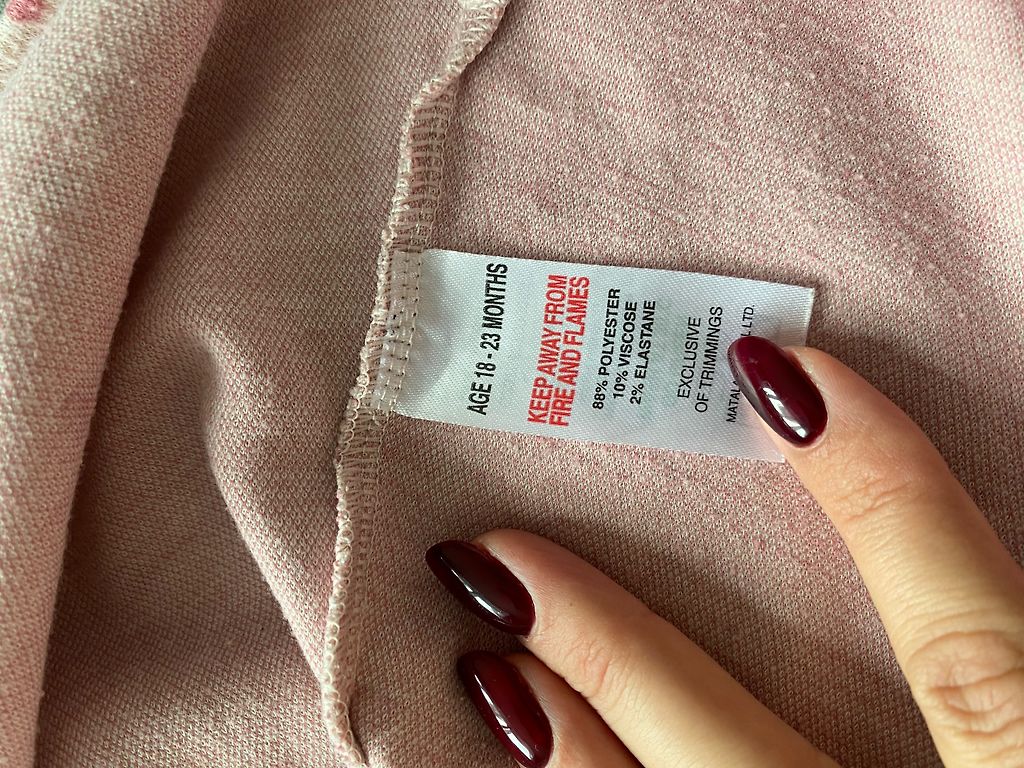 AGE 18 - 23 MONTHS
KEEP AWAY FROM
FIRE AND FLAMES
88% POLYESTER
10% VISCOSE
2% ELASTANE
EXCLUSIVE
OF TRIMMINGS
LTD.